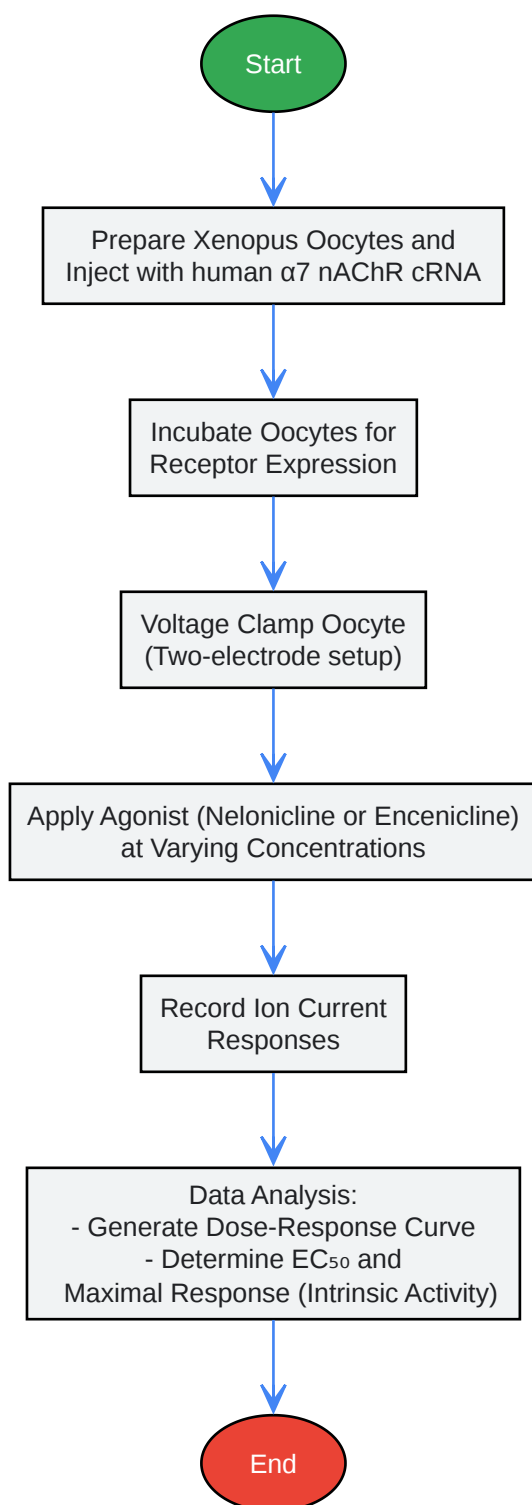 Start
Prepare Xenopus Oocytes and
Inject with human α7 nAChR cRNA
Incubate Oocytes for
Receptor Expression
Voltage Clamp Oocyte
(Two-electrode setup)
Apply Agonist (Nelonicline or Encenicline)
at Varying Concentrations
Record Ion Current
Responses
Data Analysis:
- Generate Dose-Response Curve
- Determine EC₅₀ and
Maximal Response (Intrinsic Activity)
End